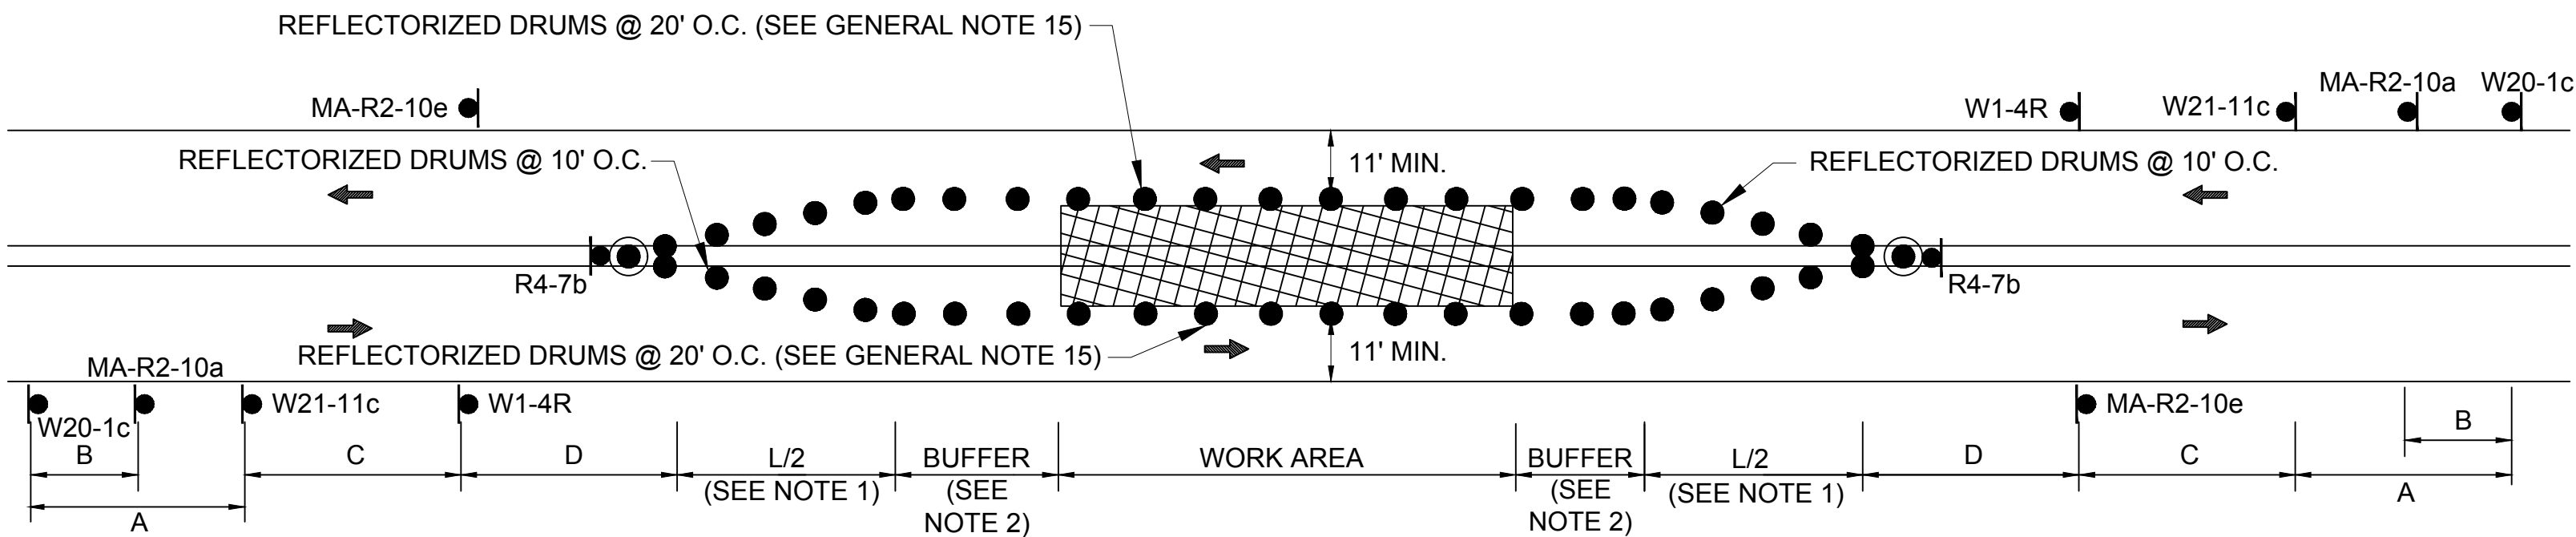 REFLECTORIZED DRUMS @ 20' O.C. (SEE GENERAL NOTE 15)
MA-R2-10e
W1-4R
W21-11c
MA-R2-10a
W20-1c
REFLECTORIZED DRUMS @ 10' O.C.
11' MIN.
REFLECTORIZED DRUMS @ 10' O.C.
R4-7b
R4-7b
REFLECTORIZED DRUMS @ 20' O.C. (SEE GENERAL NOTE 15)
11' MIN.
MA-R2-10a
W20-1c
W21-11c
W1-4R
MA-R2-10e
B
C
D
L/2
(SEE NOTE 1)
BUFFER
(SEE
NOTE 2)
WORK AREA
BUFFER
(SEE
NOTE 2)
L/2
(SEE NOTE 1)
D
C
B
A
A